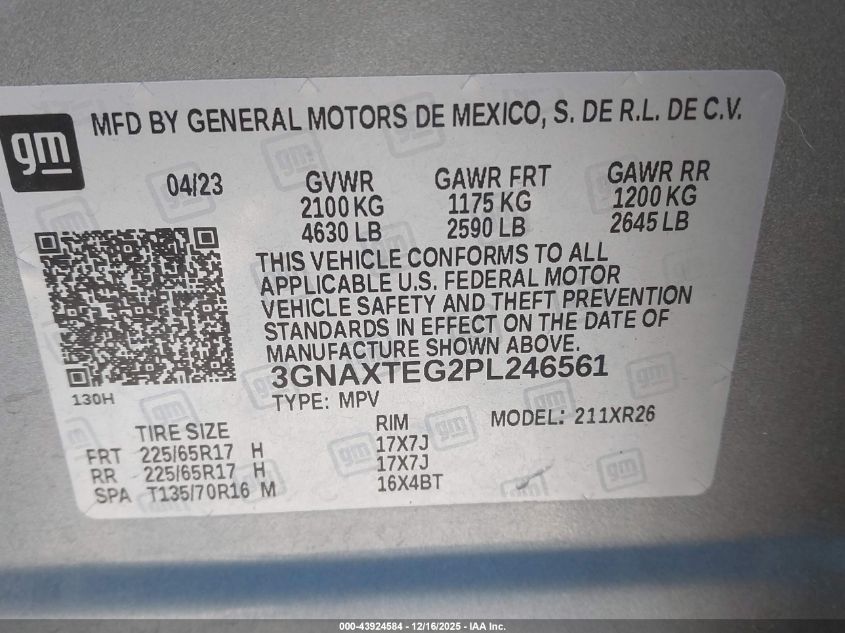 gm
MFD BY GENERAL MOTORS DE MEXICO, S. DE R.L. DE C.V.
04/23 GVWR GAWR FRT GAWR RR
2100 KG 1175 KG 1200 KG
4630 LB 2590 LB 2645 LB
THIS VEHICLE CONFORMS TO ALL
APPLICABLE U.S. FEDERAL MOTOR
VEHICLE SAFETY AND THEFT PREVENTION
STANDARDS IN EFFECT ON THE DATE OF
MANUFACTURE SHOWN ABOVE.
3GNAXTEG2PL246561
130H
TYPE: MPV
TIRE SIZE RIM MODEL: 211XR26
FRT 225/65R17 H 17X7J
RR 225/65R17 H 17X7J
SPA T135/70R16 M 16X4BT
000-43924584 - 12/16/2025 - IAA Inc.